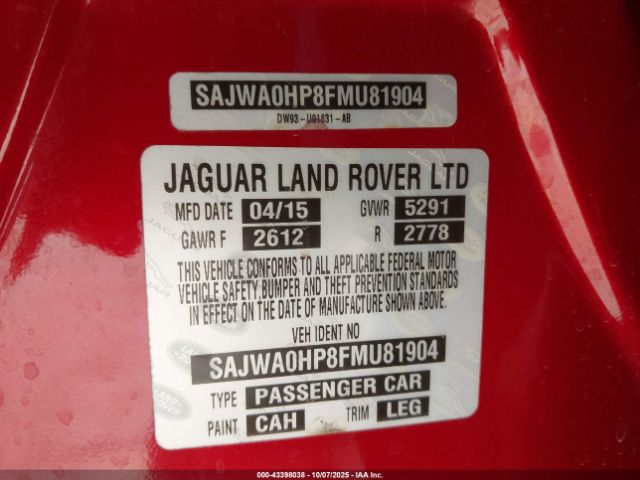 SAJWA0HP8FMU81904
DW93-U01631-AB
JAGUAR LAND ROVER LTD
MFD DATE 04/15 GVWR 5291
GAWR F 2612 R 2778
THIS VEHICLE CONFORMS TO ALL APPLICABLE FEDERAL MOTOR
VEHICLE SAFETY, BUMPER AND THEFT PREVENTION STANDARDS
IN EFFECT ON THE DATE OF MANUFACTURE SHOWN ABOVE.
VEH IDENT NO
SAJWA0HP8FMU81904
TYPE PASSENGER CAR
PAINT CAH TRIM LEG
000-43398038 - 10/07/2025 - IAA Inc.